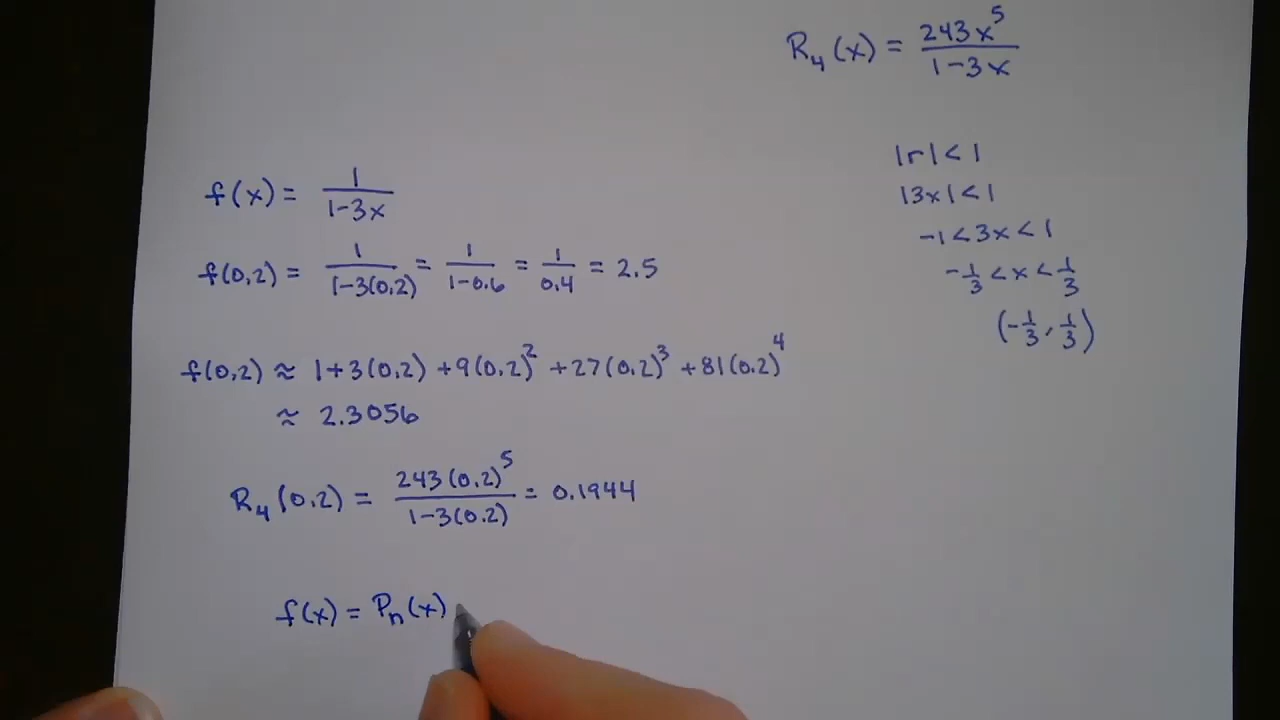 R₄(x) = 243x⁵/(1-3x)
|r| < 1
|3x| < 1
-1 < 3x < 1
-1/3 < x < 1/3
(-1/3, 1/3)
f(x) = 1/(1-3x)
f(0.2) = 1/(1-3(0.2)) = 1/(1-0.6) = 1/0.4 = 2.5
f(0.2) ≈ 1+3(0.2)+9(0.2)²+27(0.2)³+81(0.2)⁴
≈ 2.3056
R₄(0.2) = 243(0.2)⁵/(1-3(0.2)) = 0.1944
f(x) = Pₙ(x)